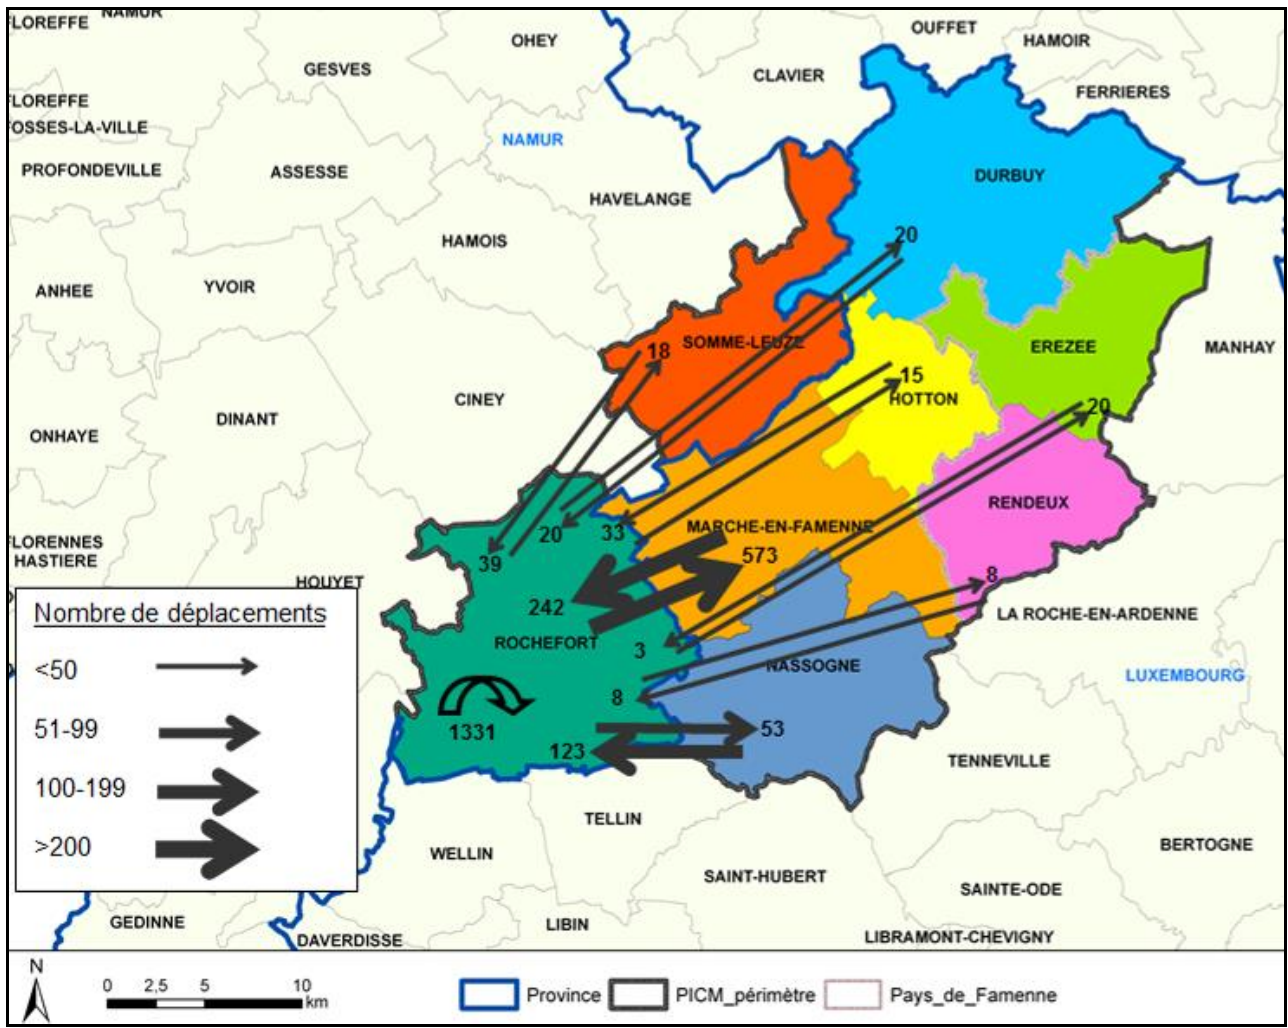 NAMUR
FLOREFFE
OHEY
OUFFET
HAMOIR
GESVES
CLAVIER
FERRIERES
FLOREFFE
FOSSES-LA-VILLE
NAMUR
PROFONDEVILLE
ASSESSE
DURBUY
HAVELANGE
HAMOIS
20
ANHEE
YVOIR
SOMME-LEUZE
18
EREZEE
MANHAY
15
HOTTON
CINEY
20
DINANT
ONHAYE
RENDEUX
MARCHE-EN-FAMENNE
20
33
573
39
FLORENNES
HASTIERE
HOUYET
8
242
LA ROCHE-EN-ARDENNE
ROCHEFORT
3
NASSOGNE
LUXEMBOURG
8
1331
53
123
TENNEVILLE
TELLIN
WELLIN
BERTOGNE
SAINT-HUBERT
SAINTE-ODE
GEDINNE
LIBIN
DAVERDISSE
LIBRAMONT-CHEVIGNY
Nombre de déplacements
<50
51-99
100-199
>200
N
0 2,5 5 10
km
Province
PICM_périmètre
Pays_de_Famenne